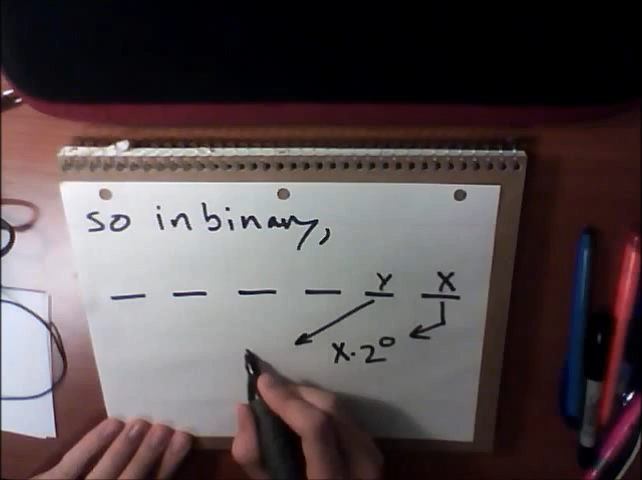 so in binary,
_ _ _ _ Y X
X·2⁰